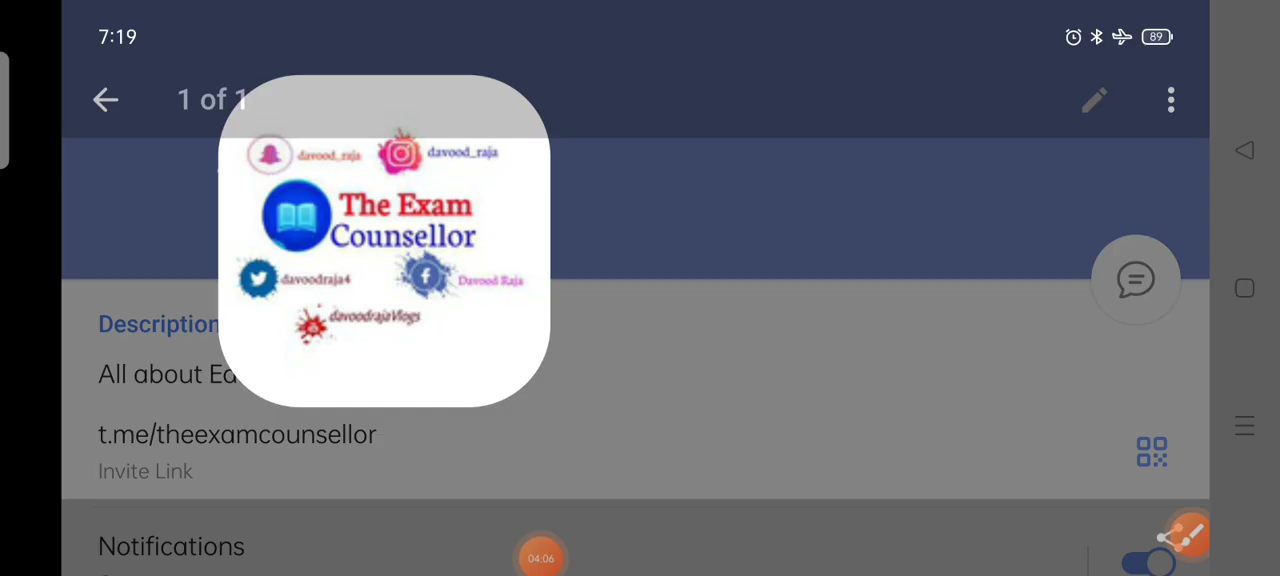 7:19
89
1 of 1
davood_raja
davood_raja
The Exam
Counsellor
davoodraja4
Davood Raja
davoodrajaVlogs
Description
All about Ed
t.me/theexamcounsellor
Invite Link
Notifications
04:06